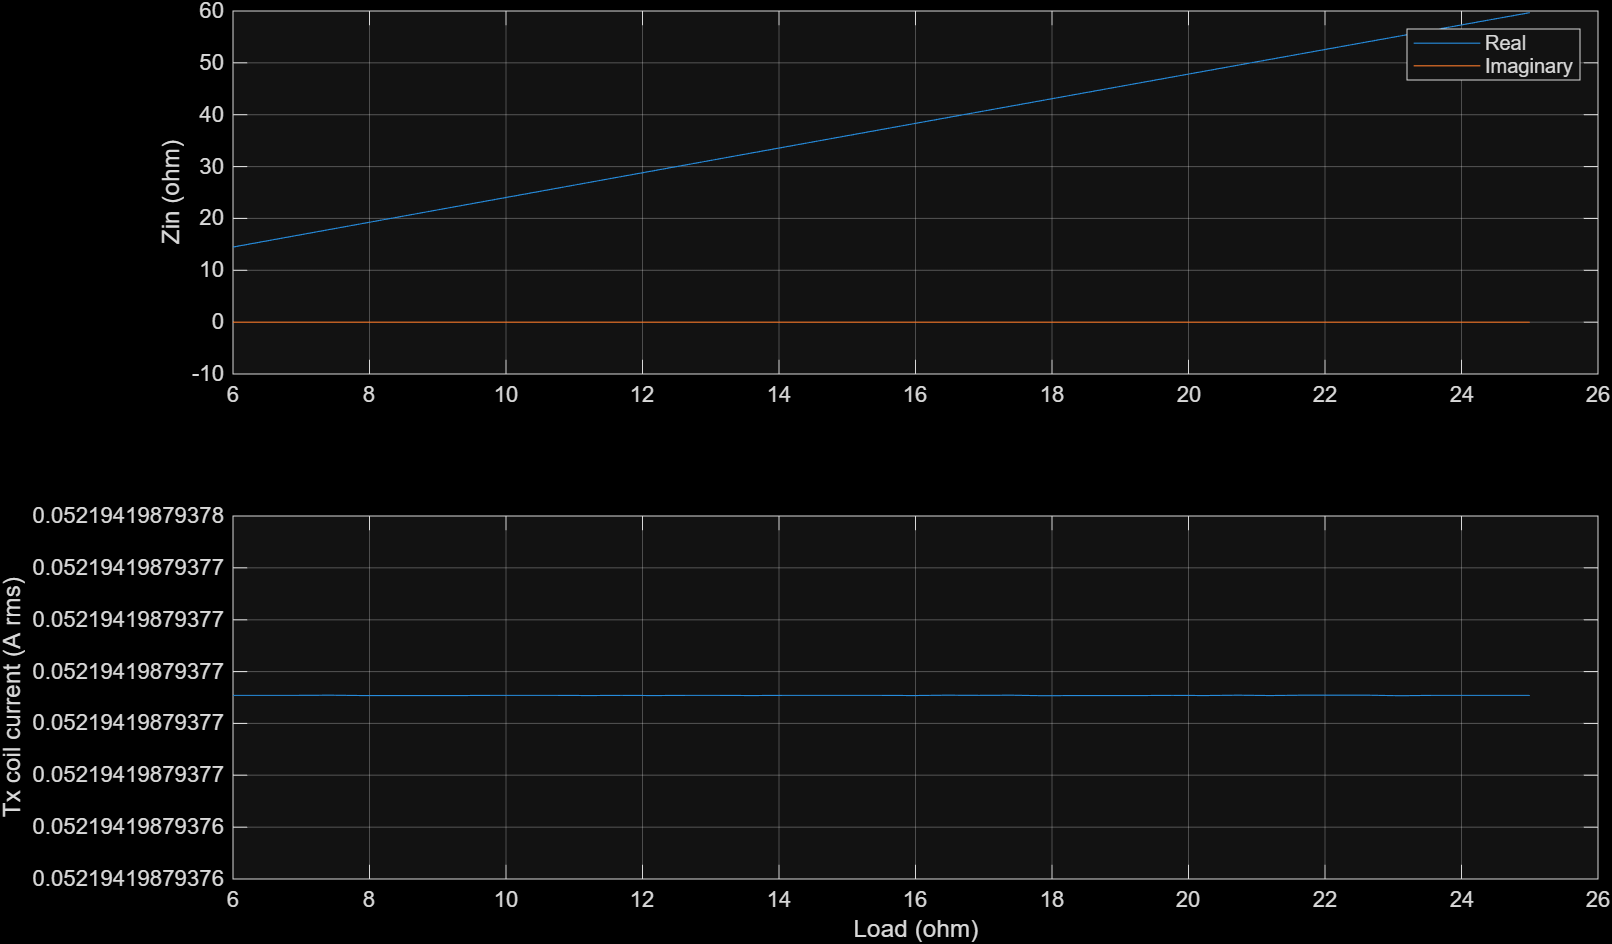 60
50
40
30
20
10
0
-10
Zin (ohm)
Real
Imaginary
6 8 10 12 14 16 18 20 22 24 26
0.05219419879378
0.05219419879377
0.05219419879377
0.05219419879377
0.05219419879377
0.05219419879377
0.05219419879376
0.05219419879376
Tx coil current (A rms)
6 8 10 12 14 16 18 20 22 24 26
Load (ohm)